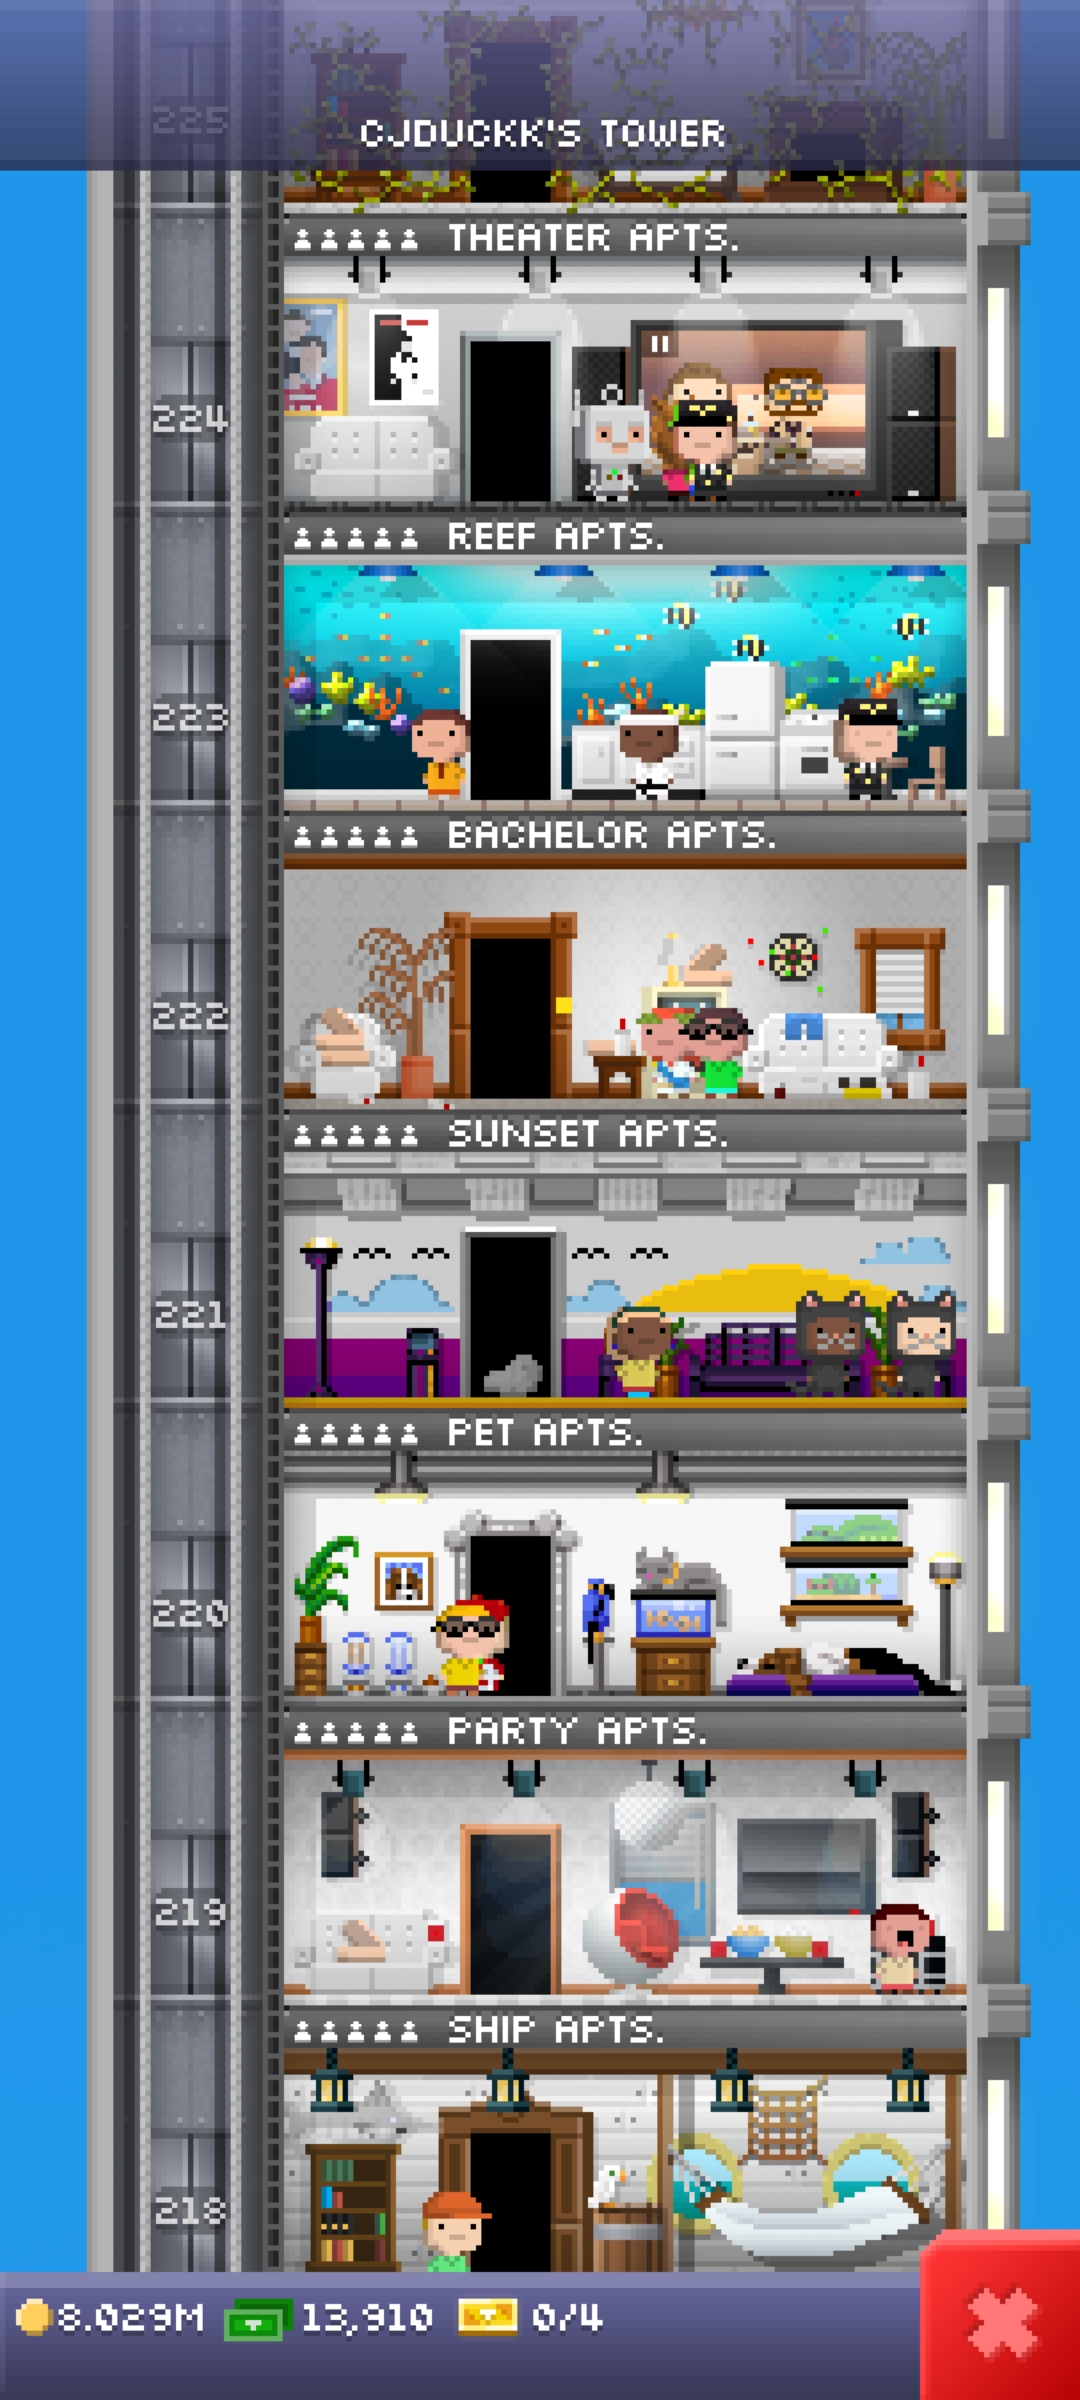 225
CJDUCKK'S TOWER
THEATER APTS.
224
REEF APTS.
223
BACHELOR APTS.
222
SUNSET APTS.
221
PET APTS.
220
PARTY APTS.
219
SHIP APTS.
218
8.029M 13,910 0/4